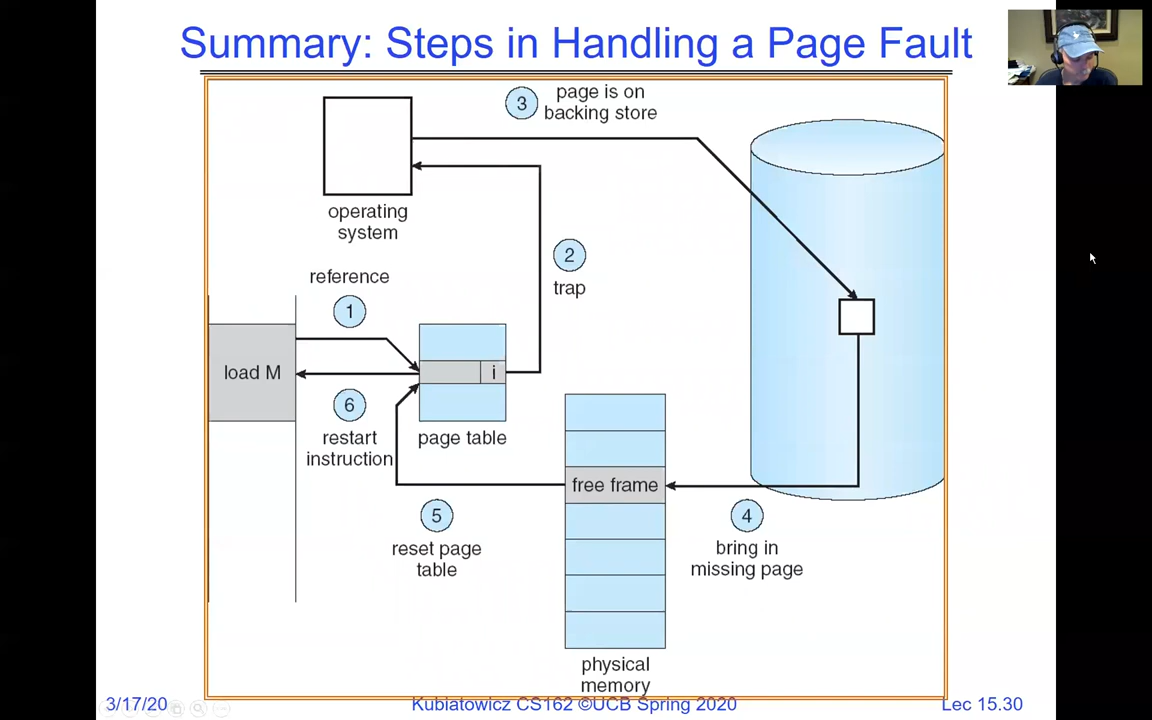 Summary: Steps in Handling a Page Fault
3
page is on
backing store
operating
system
2
trap
reference
1
load M
i
6
restart
instruction
page table
free frame
5
reset page
table
4
bring in
missing page
physical
memory
3/17/20
Kubiatowicz CS162 ©UCB Spring 2020
Lec 15.30